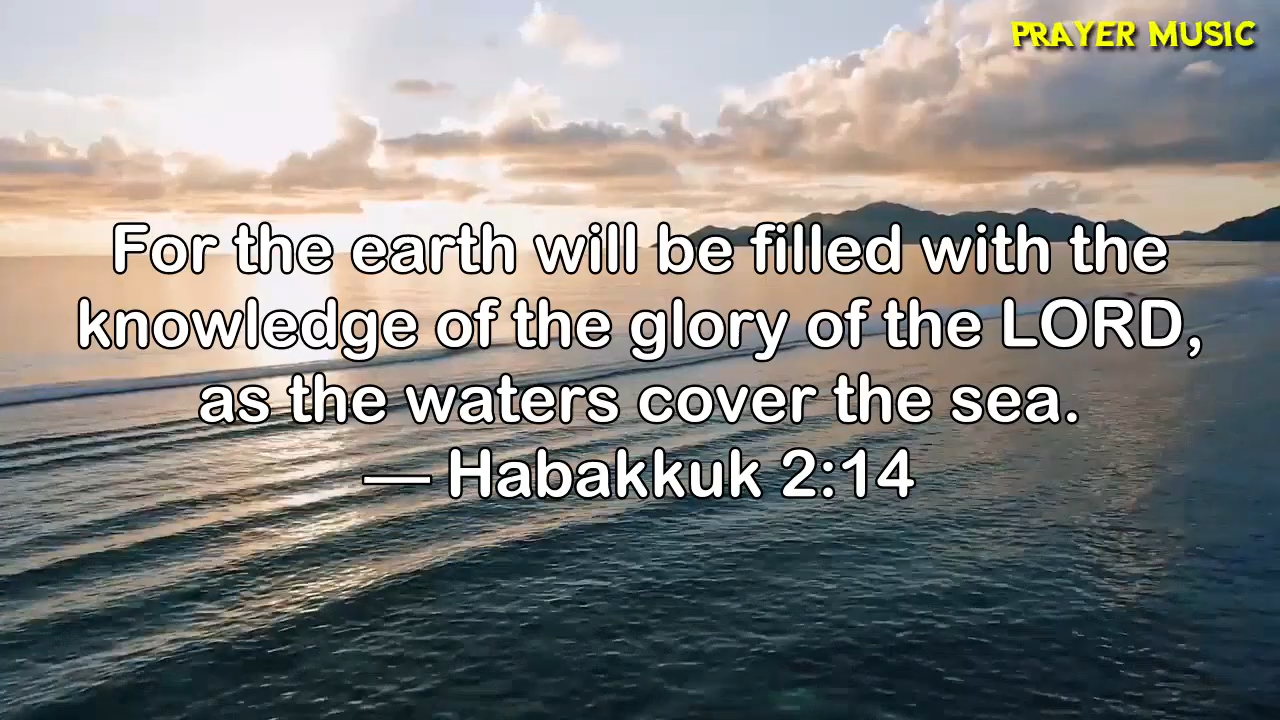 PRAYER MUSIC
For the earth will be filled with the
knowledge of the glory of the LORD,
as the waters cover the sea.
— Habakkuk 2:14